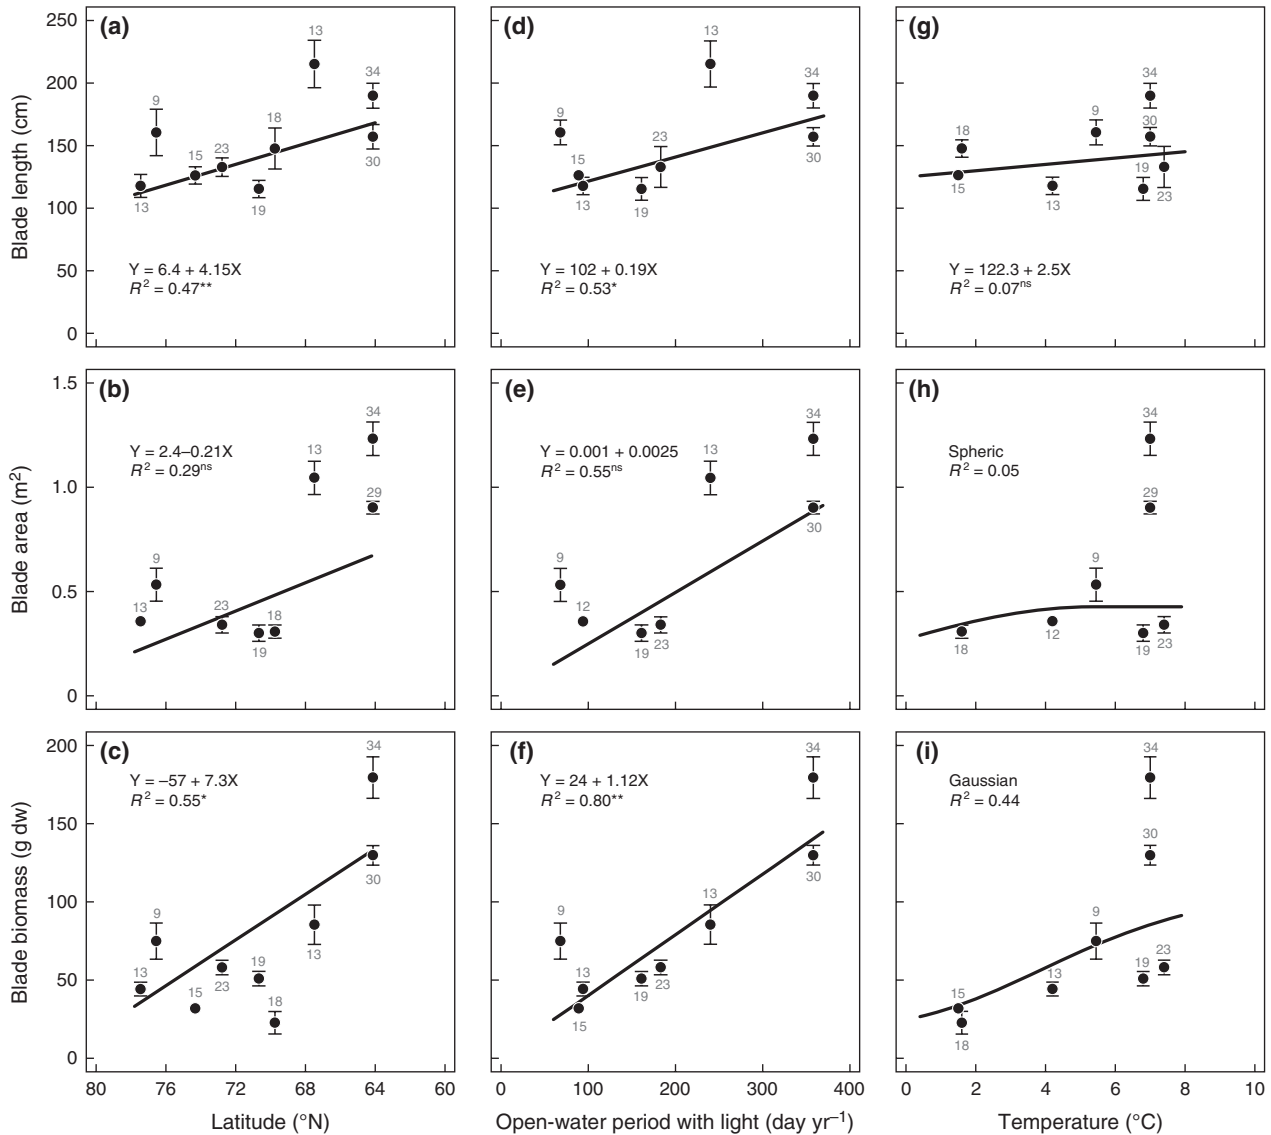 (a)
(d)
(g)
250
200
150
100
50
0
Blade length (cm)
9
13
15
23
18
19
13
34
30
Y = 6.4 + 4.15X
R² = 0.47**
9
15
13
19
23
13
34
30
Y = 102 + 0.19X
R² = 0.53*
18
15
13
9
34
30
19
23
Y = 122.3 + 2.5X
R² = 0.07ns
(b)
(e)
(h)
1.5
1.0
0.5
0
Blade area (m²)
Y = 2.4–0.21X
R² = 0.29ns
13
9
23
19
18
13
34
29
Y = 0.001 + 0.0025
R² = 0.55ns
9
12
19
23
13
34
30
Spheric
R² = 0.05
18
12
9
34
29
19
23
(c)
(f)
(i)
200
150
100
50
0
Blade biomass (g dw)
Y = –57 + 7.3X
R² = 0.55*
13
9
15
23
19
18
13
34
30
Y = 24 + 1.12X
R² = 0.80**
9
13
15
19
23
13
34
30
Gaussian
R² = 0.44
15
18
13
9
34
30
19
23
80 76 72 68 64 60
0 100 200 300 400
0 2 4 6 8 10
Latitude (°N)
Open-water period with light (day yr⁻¹)
Temperature (°C)